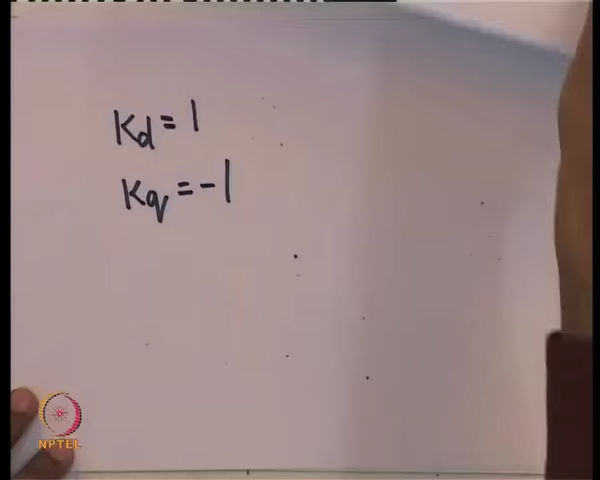 Kd = 1
Kq = -1
NPTEL